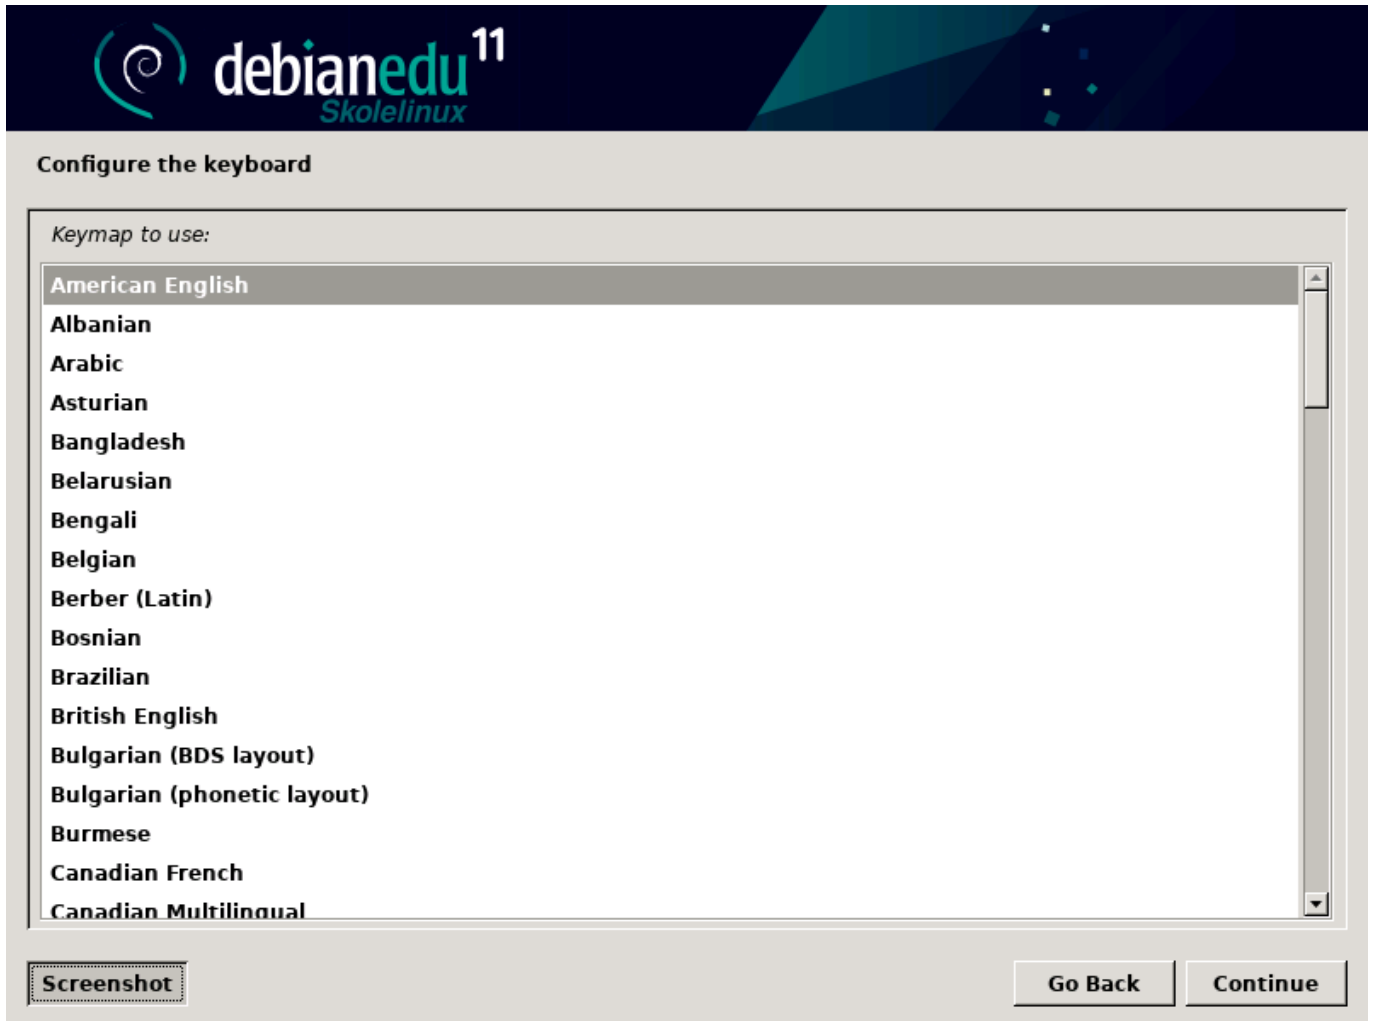 debianedu 11
Skolelinux
Configure the keyboard
Keymap to use:
American English
Albanian
Arabic
Asturian
Bangladesh
Belarusian
Bengali
Belgian
Berber (Latin)
Bosnian
Brazilian
British English
Bulgarian (BDS layout)
Bulgarian (phonetic layout)
Burmese
Canadian French
Canadian Multilingual
Screenshot
Go Back
Continue